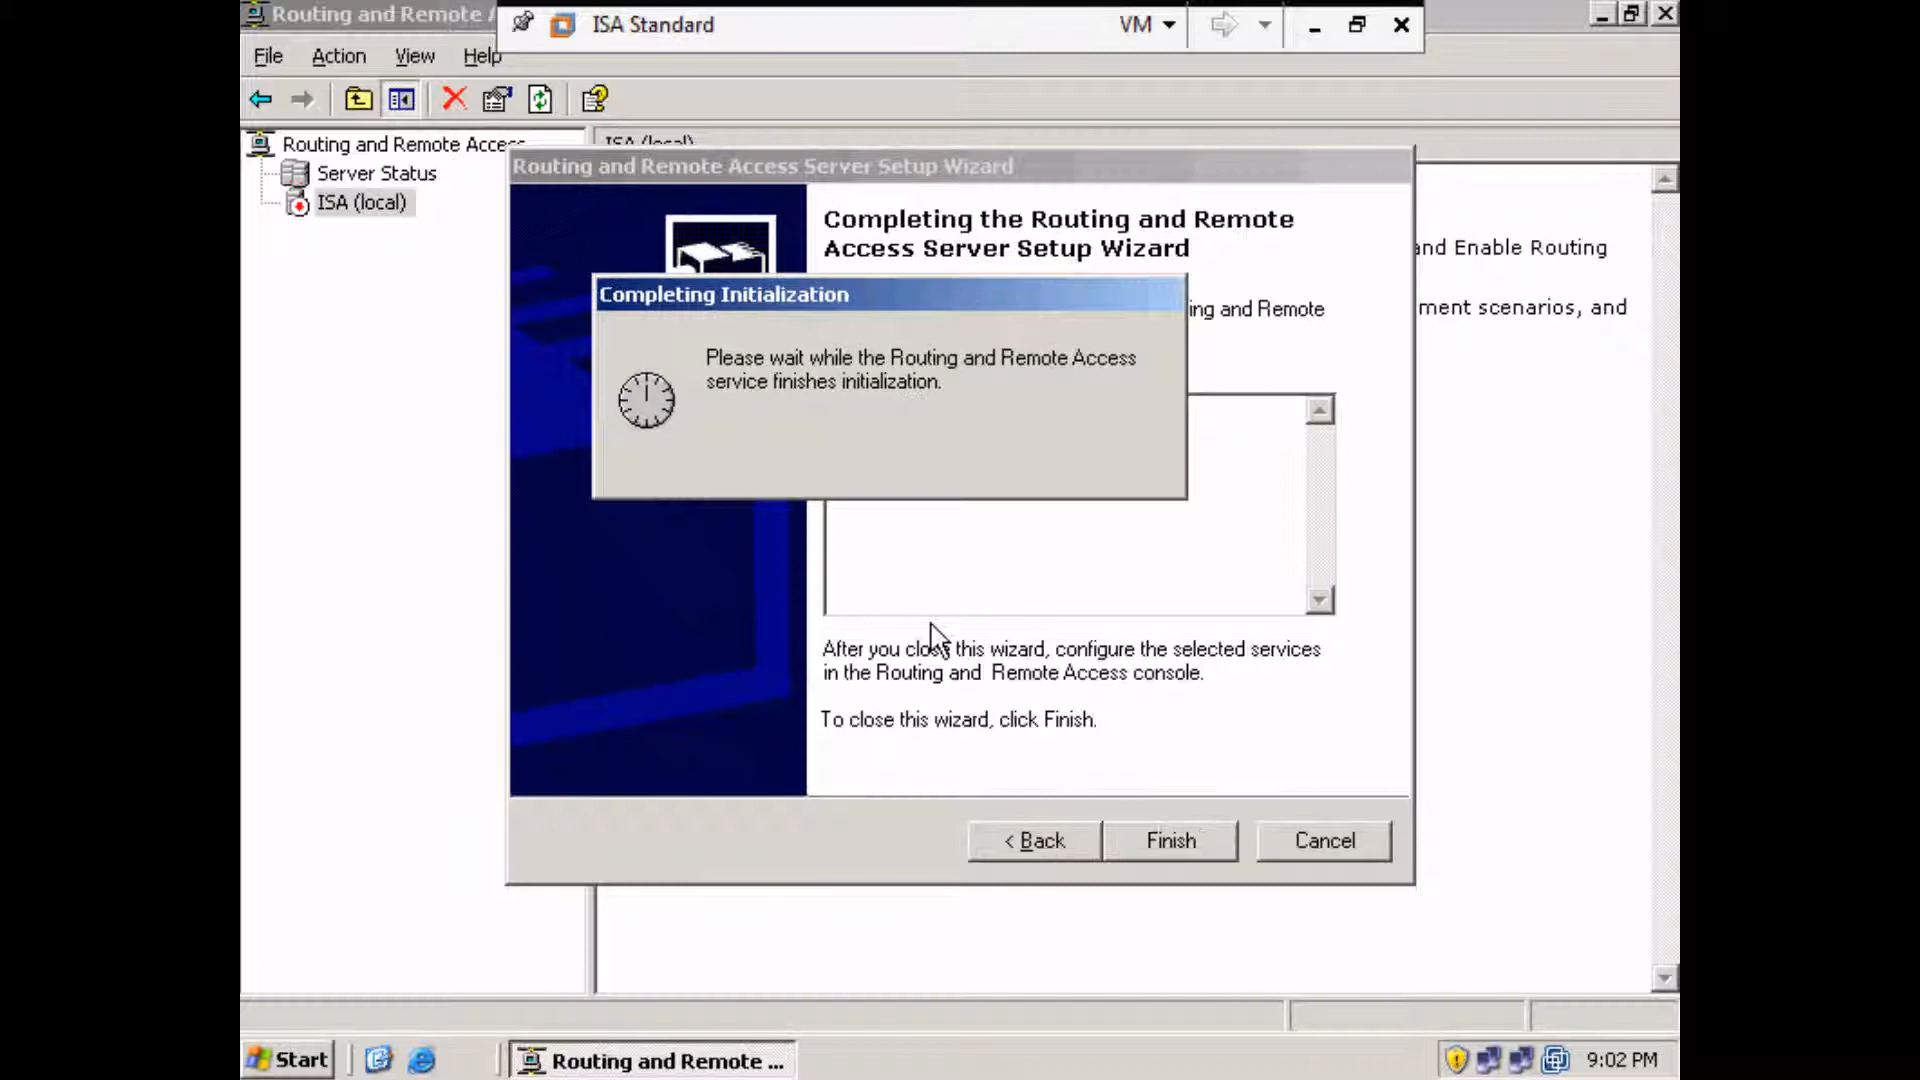 Routing and Remote A
ISA Standard
VM
File Action View Help
Routing and Remote Access
Server Status
ISA (local)
ISA (local)
Routing and Remote Access Server Setup Wizard
Completing the Routing and Remote
Access Server Setup Wizard
and Enable Routing
Completing Initialization
ing and Remote
ment scenarios, and
Please wait while the Routing and Remote Access
service finishes initialization.
After you close this wizard, configure the selected services
in the Routing and Remote Access console.
To close this wizard, click Finish.
< Back Finish Cancel
Start
Routing and Remote ...
9:02 PM